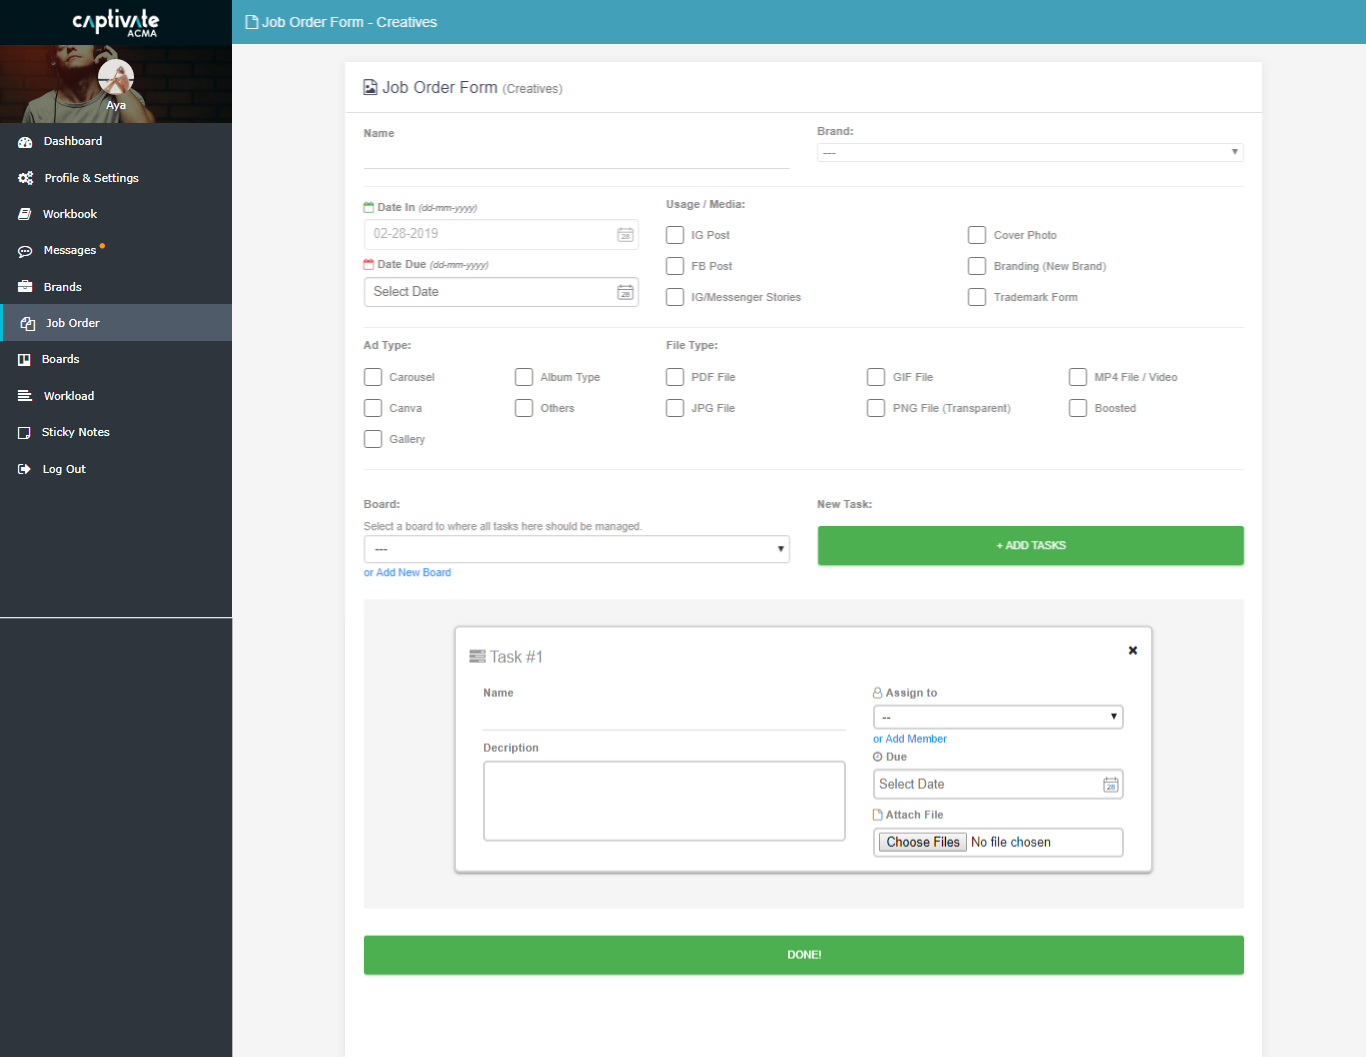 captivate
ACMA
Aya
Dashboard
Profile & Settings
Workbook
Messages
Brands
Job Order
Boards
Workload
Sticky Notes
Log Out
Job Order Form - Creatives
Job Order Form (Creatives)
Name
Brand:
---
Date In (dd-mm-yyyy)
02-28-2019
28
Date Due (dd-mm-yyyy)
Select Date
28
Usage / Media:
IG Post
Cover Photo
FB Post
Branding (New Brand)
IG/Messenger Stories
Trademark Form
Ad Type:
Carousel
Album Type
Canva
Others
Gallery
File Type:
PDF File
GIF File
MP4 File / Video
JPG File
PNG File (Transparent)
Boosted
Board:
Select a board to where all tasks here should be managed.
---
or Add New Board
New Task:
+ ADD TASKS
Task #1
Name
Decription
Assign to
--
or Add Member
Due
Select Date
28
Attach File
Choose Files No file chosen
DONE!